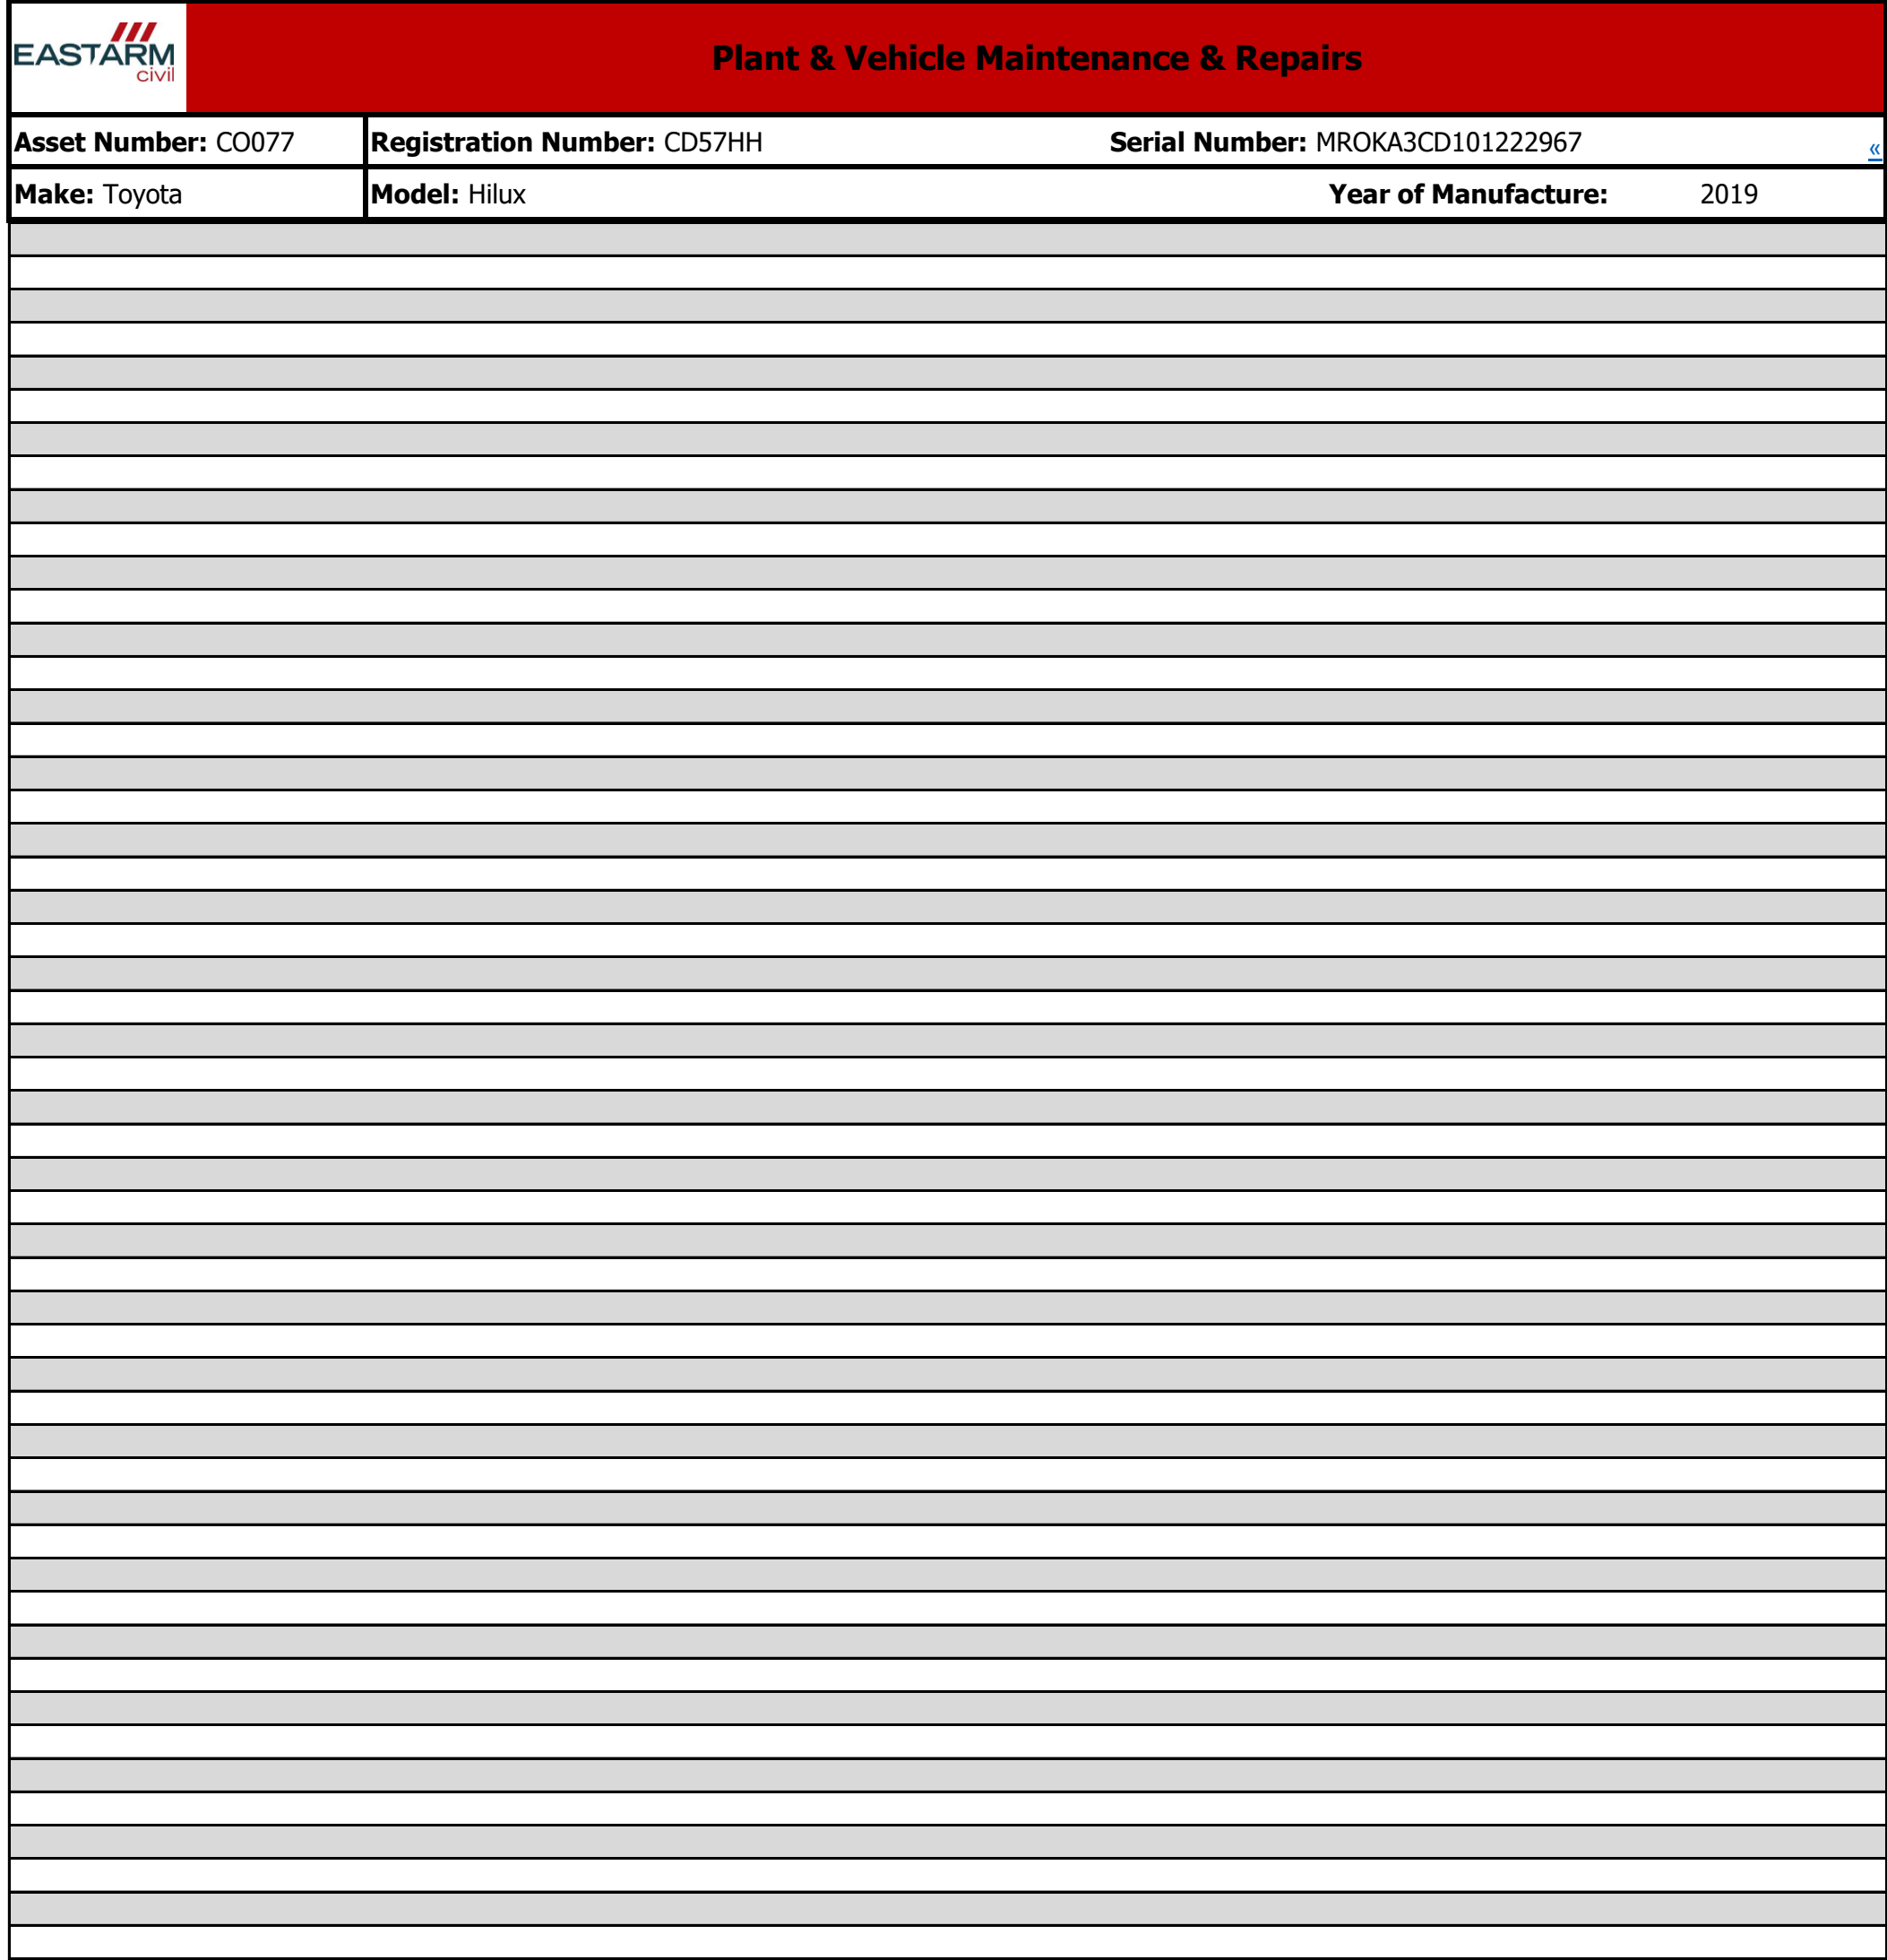 EASTARM
civil
Plant & Vehicle Maintenance & Repairs
Asset Number: CO077 Registration Number: CD57HH Serial Number: MROKA3CD101222967 «
Make: Toyota Model: Hilux Year of Manufacture: 2019